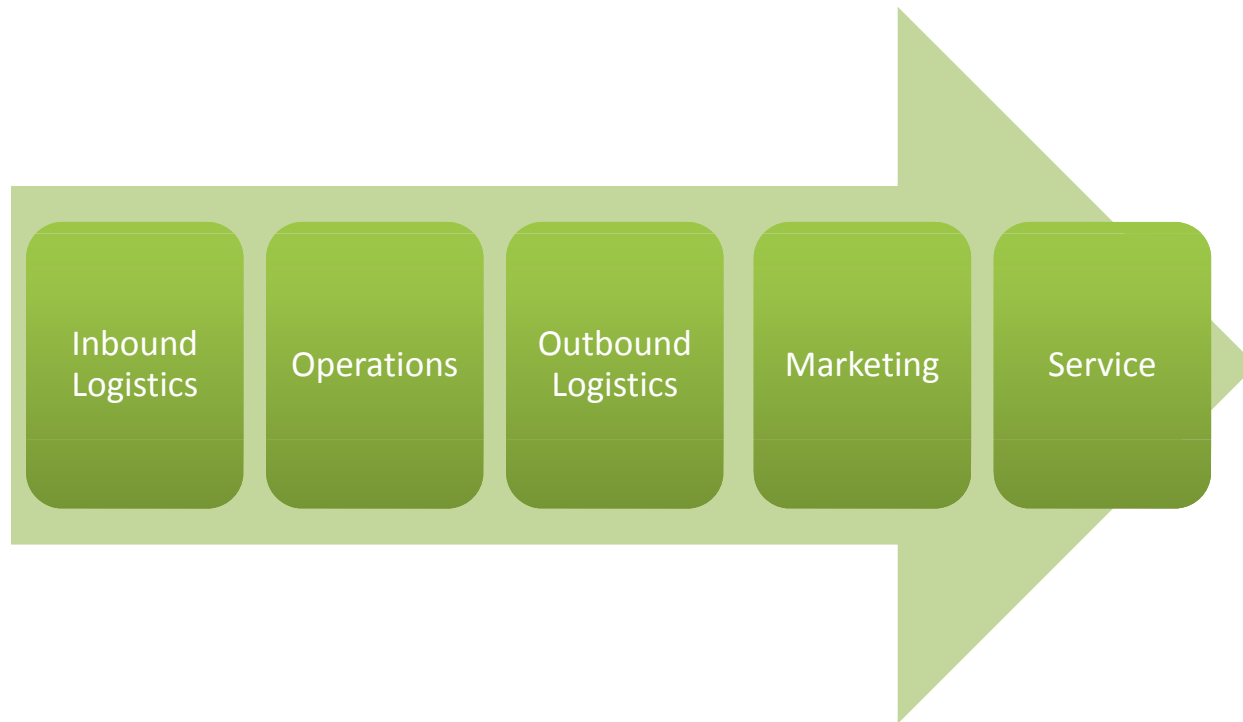 Inbound
Logistics
Operations
Outbound
Logistics
Marketing
Service